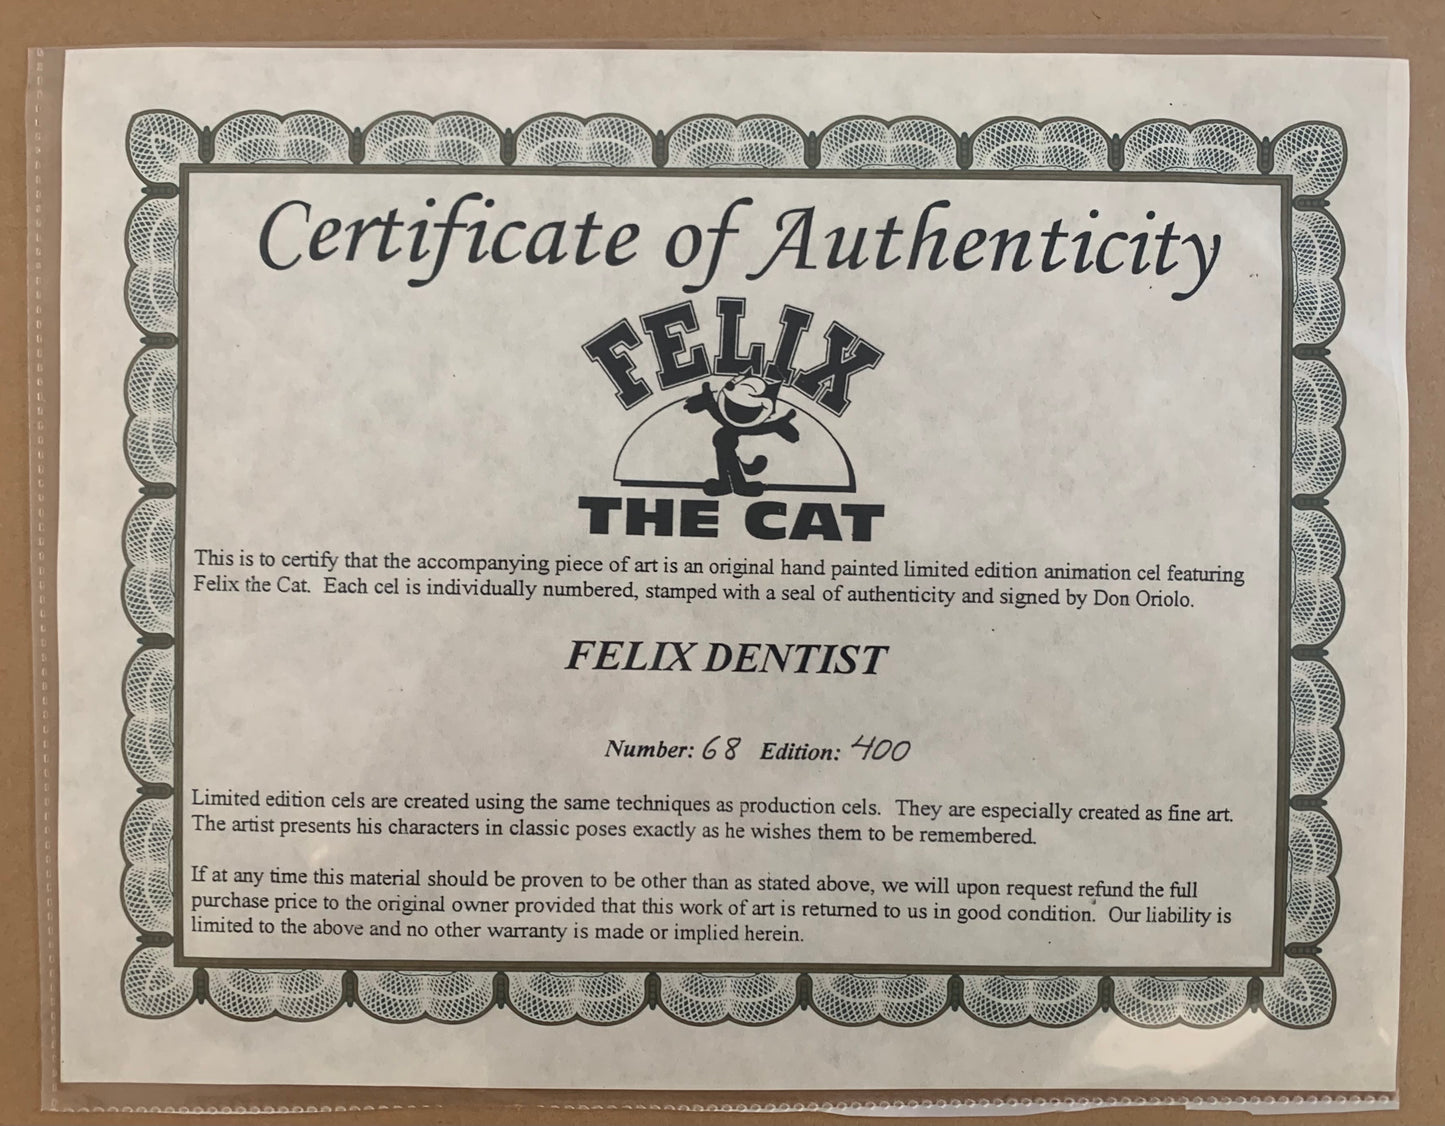 Certificate of Authenticity
FELIX
THE CAT
This is to certify that the accompanying piece of art is an original hand painted limited edition animation cel featuring
Felix the Cat.  Each cel is individually numbered, stamped with a seal of authenticity and signed by Don Oriolo.
FELIX DENTIST
Number: 68 Edition: 400
Limited edition cels are created using the same techniques as production cels.  They are especially created as fine art.
The artist presents his characters in classic poses exactly as he wishes them to be remembered.
If at any time this material should be proven to be other than as stated above, we will upon request refund the full
purchase price to the original owner provided that this work of art is returned to us in good condition.  Our liability is
limited to the above and no other warranty is made or implied herein.